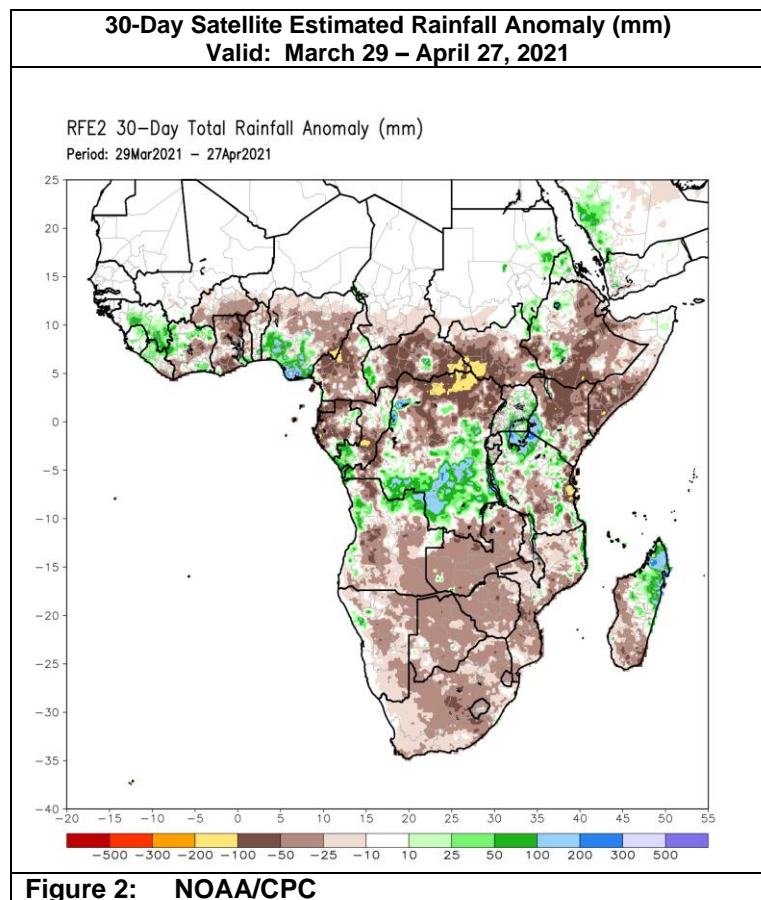 30-Day Satellite Estimated Rainfall Anomaly (mm)
Valid: March 29 – April 27, 2021
RFE2 30-Day Total Rainfall Anomaly (mm)
Period: 29Mar2021 – 27Apr2021
25
20
15
10
5
0
-5
-10
-15
-20
-25
-30
-35
-40
-20 -15 -10 -5 0 5 10 15 20 25 30 35 40 45 50 55
-500 -300 -200 -100 -50 -25 -10 10 25 50 100 200 300 500
Figure 2: NOAA/CPC